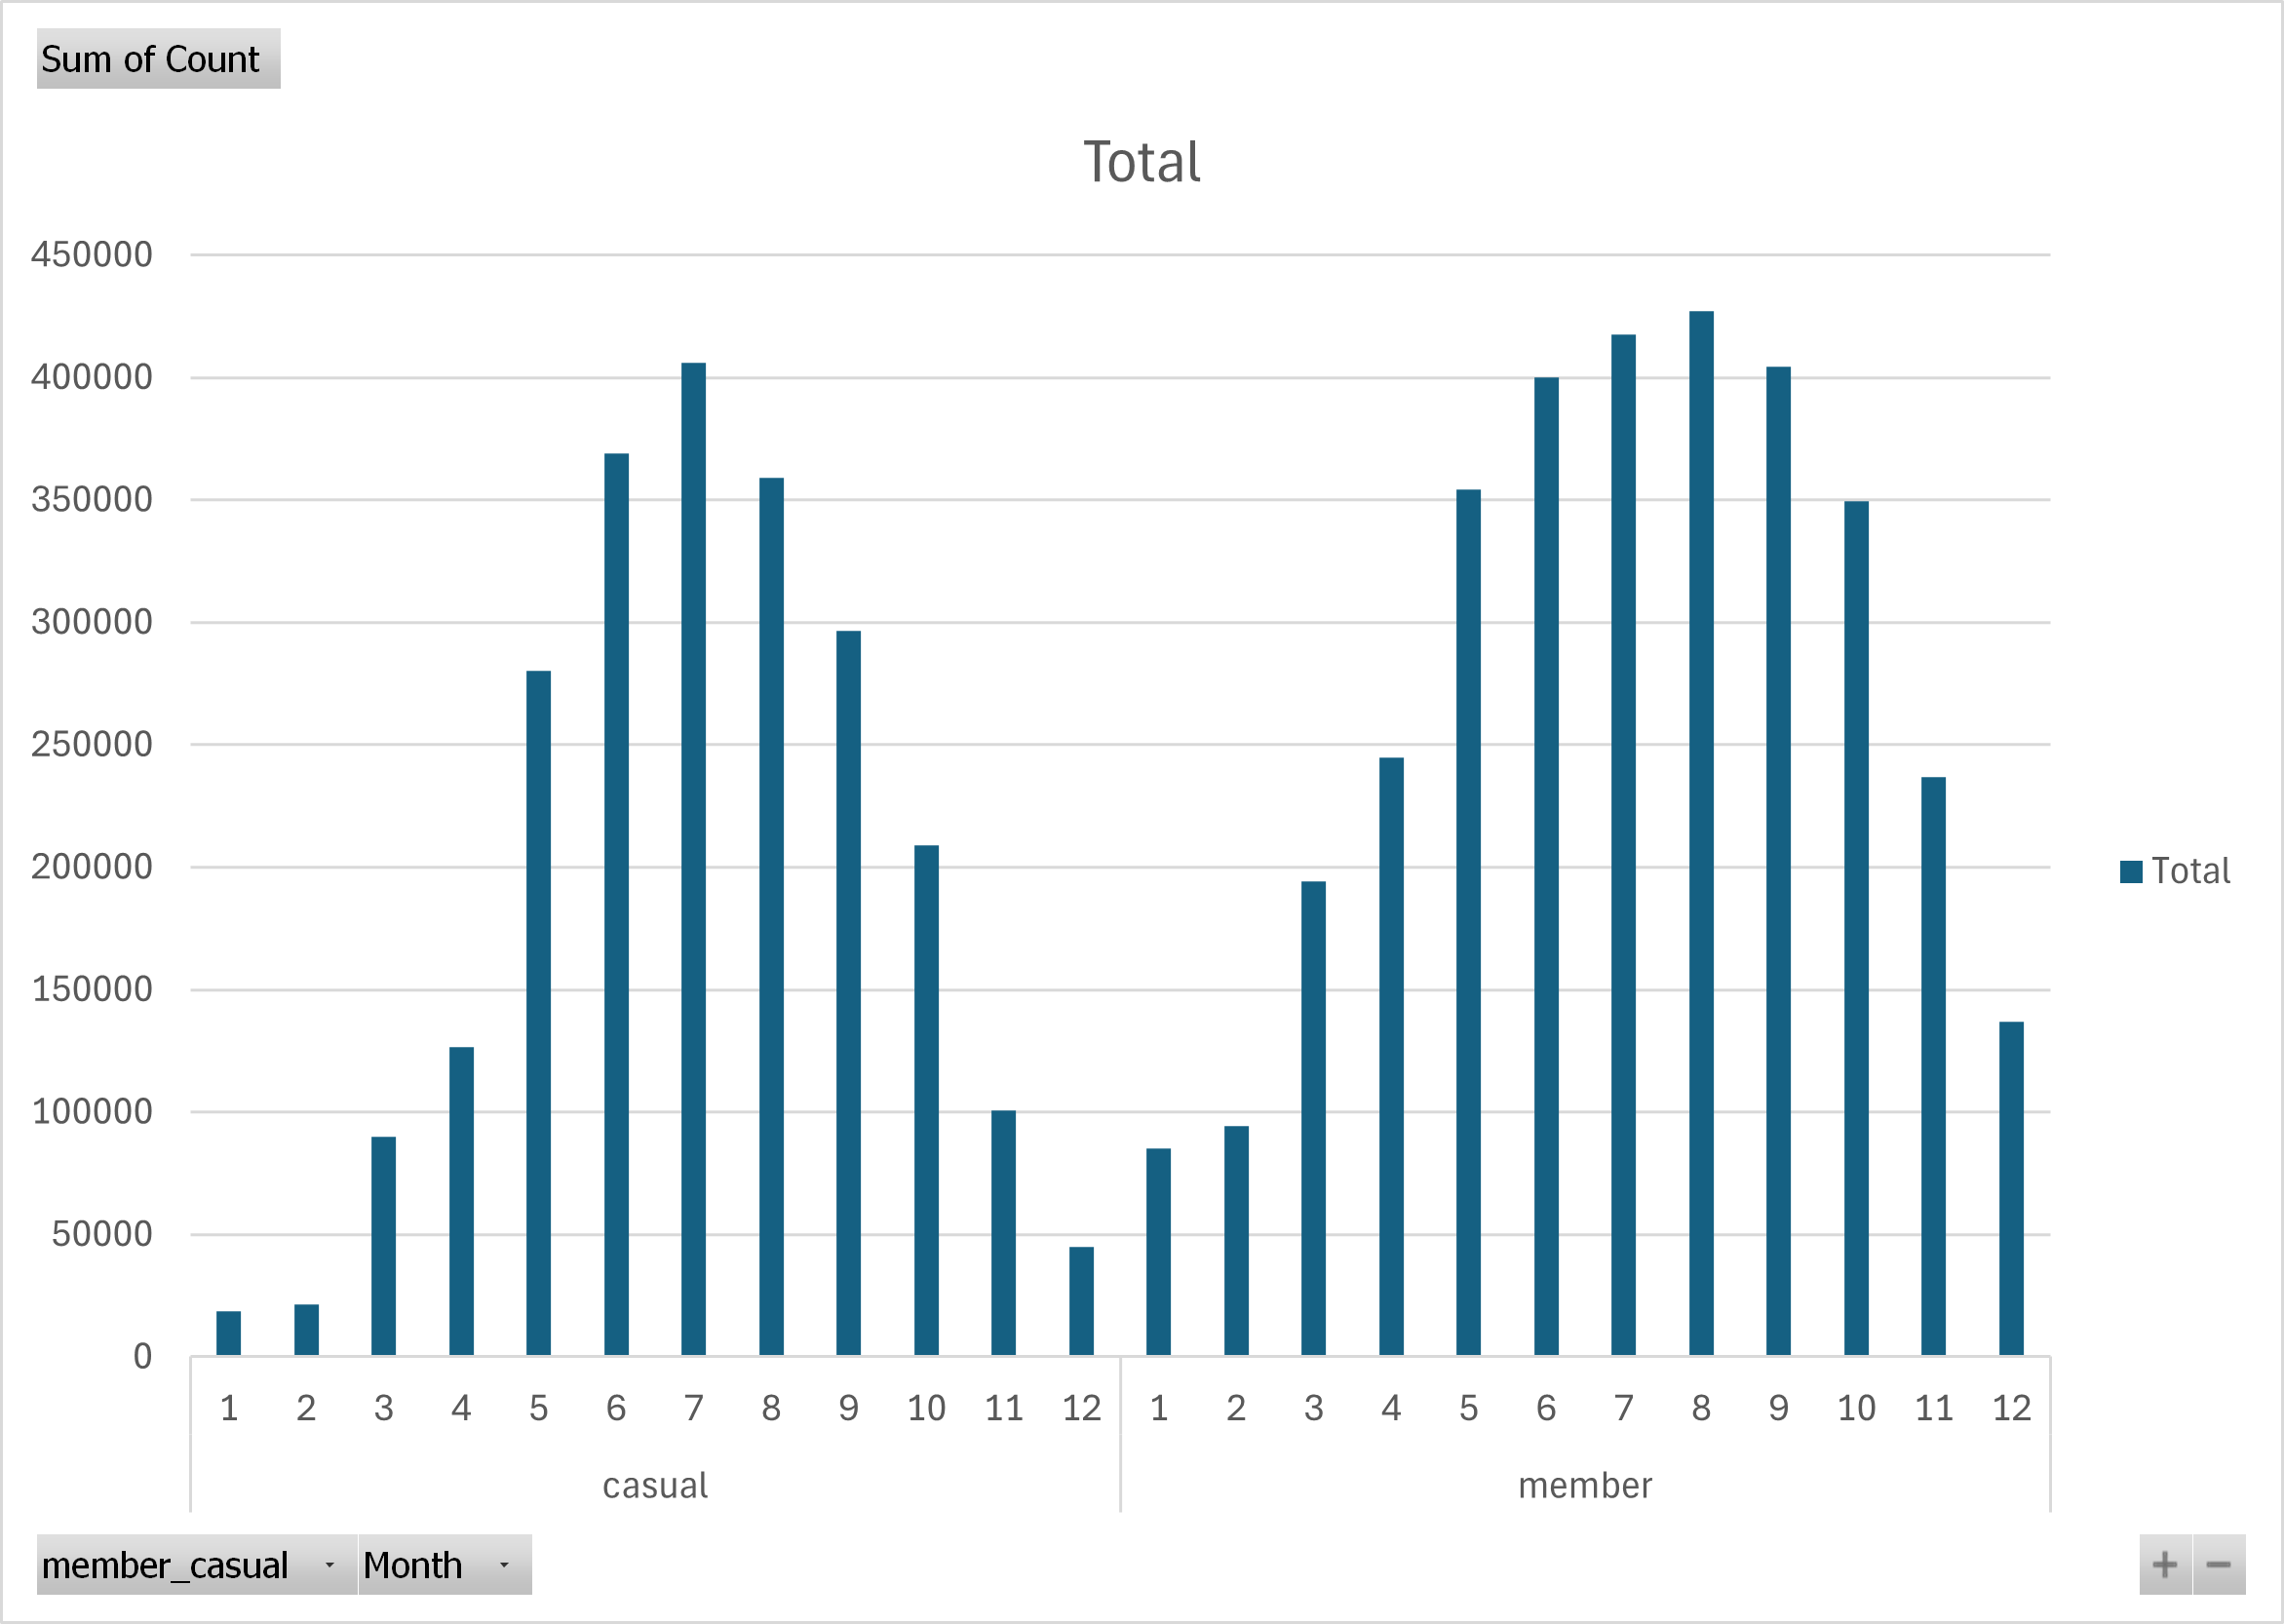 Sum of Count
Total
450000
400000
350000
300000
250000
200000
150000
100000
50000
0
Total
1 2 3 4 5 6 7 8 9 10 11 12 1 2 3 4 5 6 7 8 9 10 11 12
casual member
member_casual Month